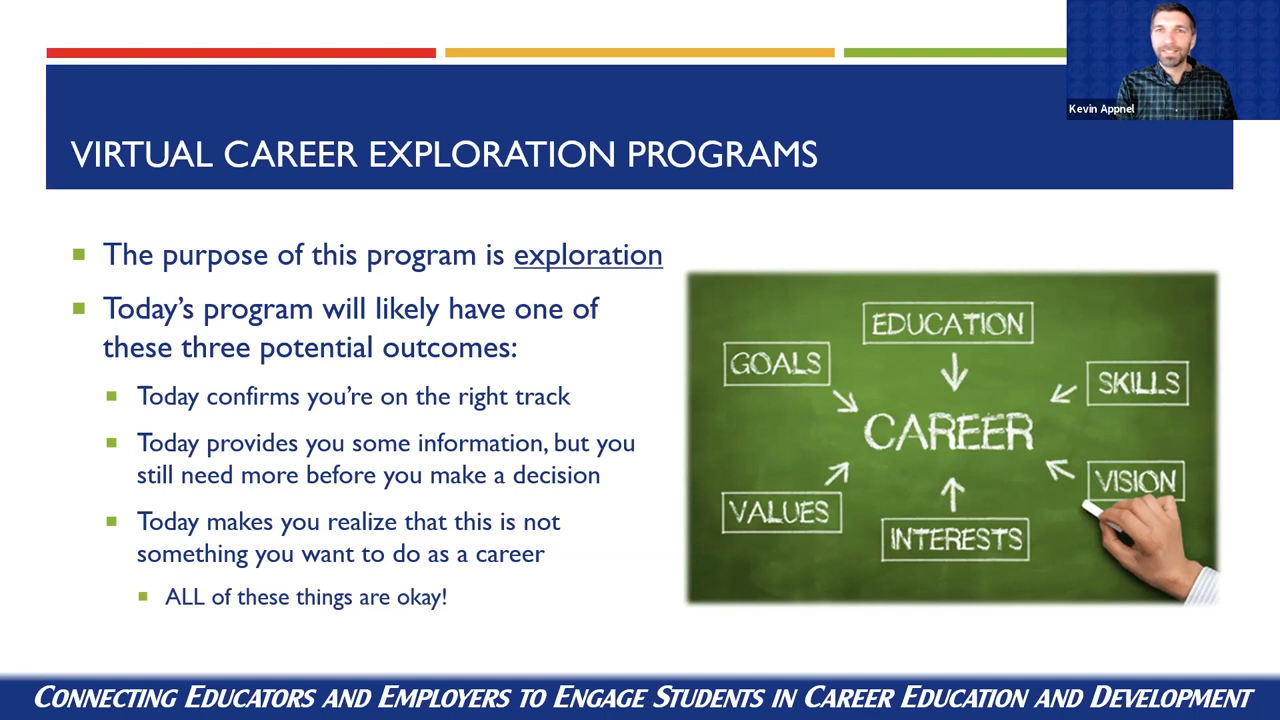 Kevin Appnel
VIRTUAL CAREER EXPLORATION PROGRAMS
The purpose of this program is exploration
Today's program will likely have one of
these three potential outcomes:
Today confirms you're on the right track
Today provides you some information, but you
still need more before you make a decision
Today makes you realize that this is not
something you want to do as a career
ALL of these things are okay!
EDUCATION
GOALS
SKILLS
CAREER
VISION
VALUES
INTERESTS
CONNECTING EDUCATORS AND EMPLOYERS TO ENGAGE STUDENTS IN CAREER EDUCATION AND DEVELOPMENT